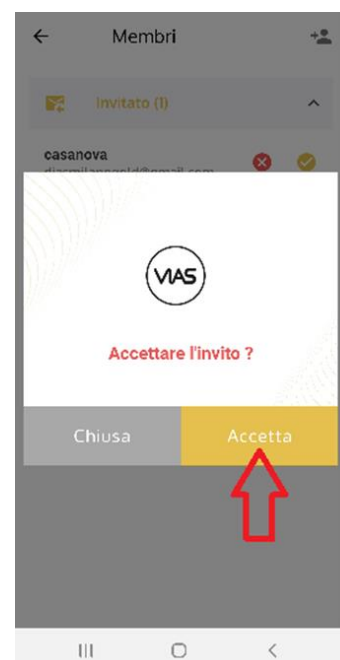 Membri
Invitato (1)
casanova
VIAS
Accettare l'invito ?
Chiusa
Accetta